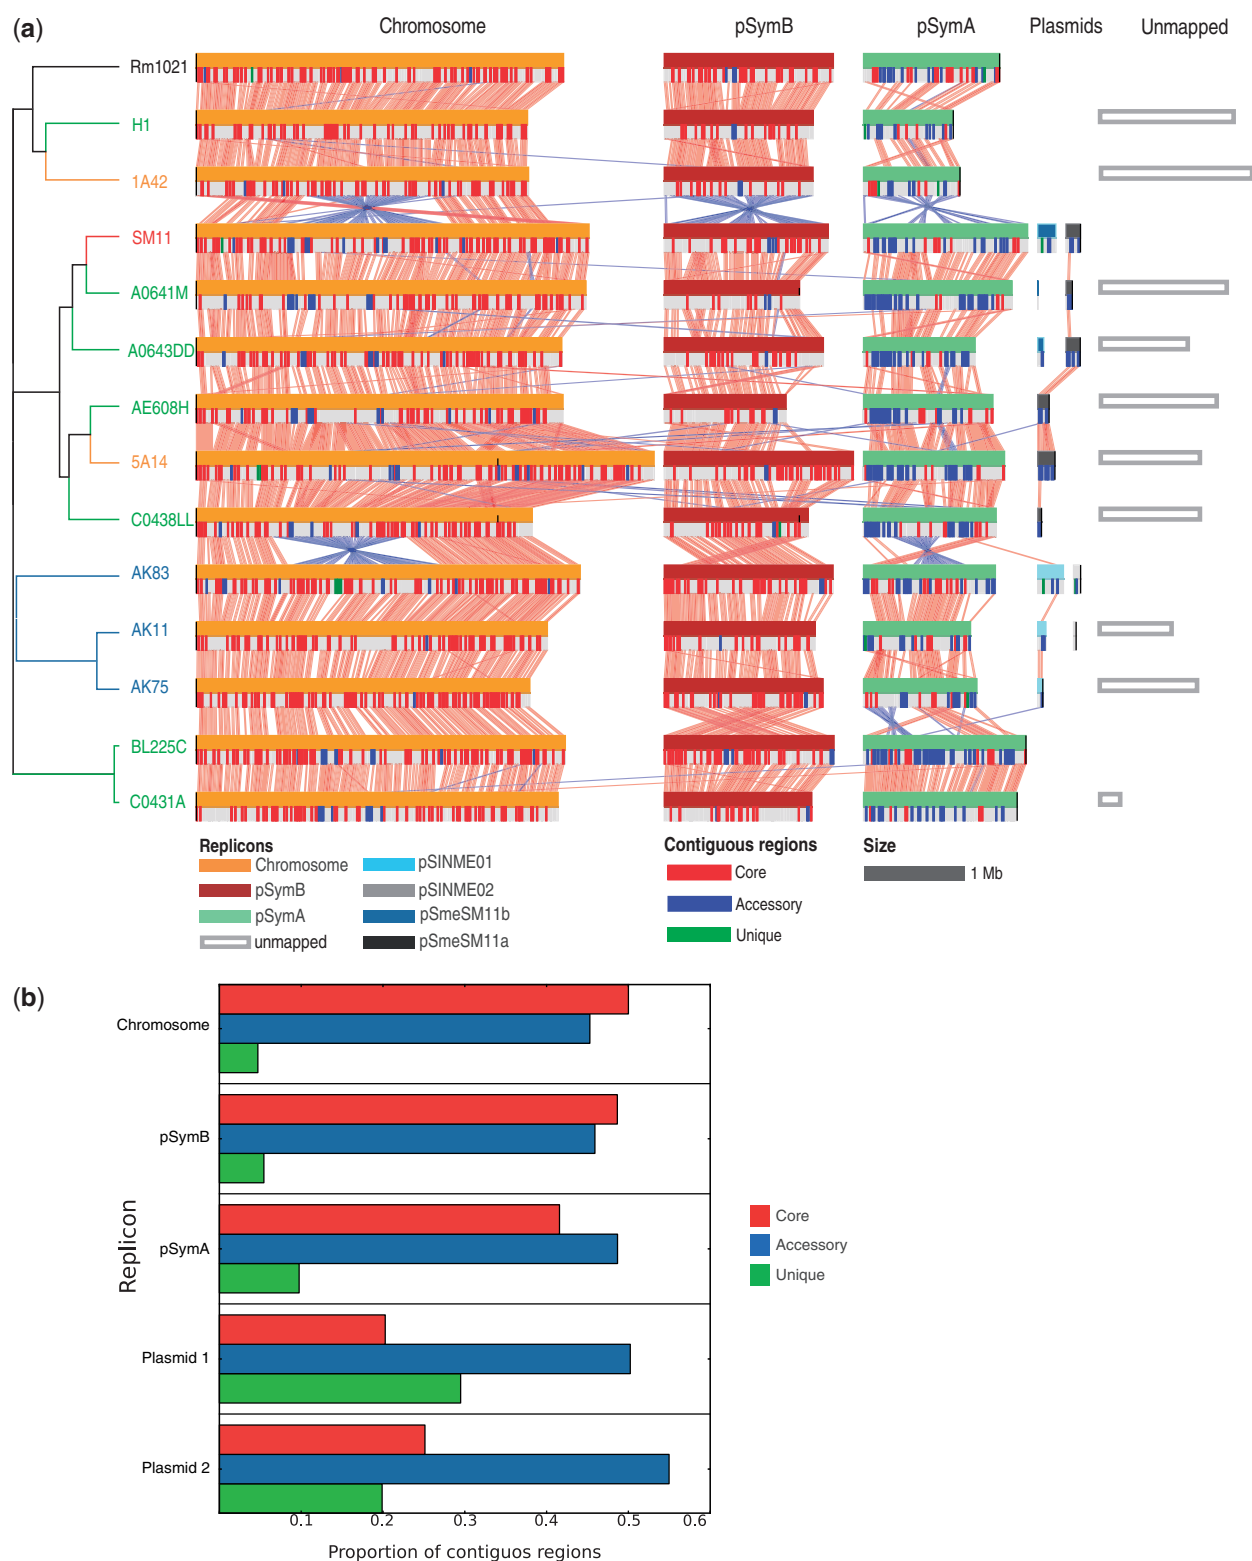 (a)
Chromosome pSymB pSymA Plasmids Unmapped
Rm1021
H1
1A42
SM11
A0641M
A0643DD
AE608H
5A14
C0438LL
AK83
AK11
AK75
BL225C
C0431A
Replicons
Chromosome
pSymB
pSymA
unmapped
pSINME01
pSINME02
pSmeSM11b
pSmeSM11a
Contiguous regions
Core
Accessory
Unique
Size
1 Mb
(b)
Chromosome
pSymB
pSymA
Plasmid 1
Plasmid 2
Replicon
Core
Accessory
Unique
0.1 0.2 0.3 0.4 0.5 0.6
Proportion of contiguos regions